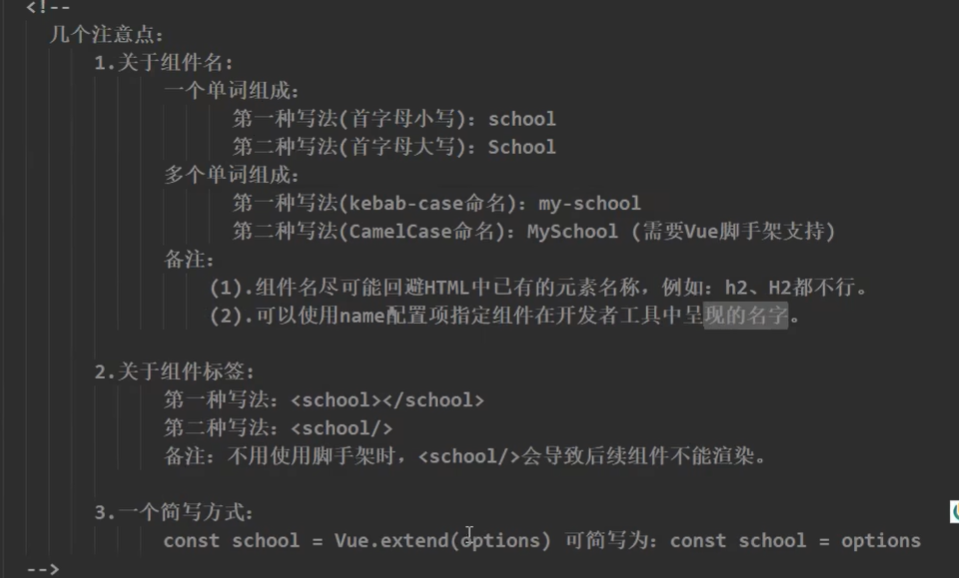 <!--
几个注意点：
1.关于组件名：
一个单词组成：
第一种写法(首字母小写)：school
第二种写法(首字母大写)：School
多个单词组成：
第一种写法(kebab-case命名)：my-school
第二种写法(CamelCase命名)：MySchool (需要Vue脚手架支持)
备注：
(1).组件名尽可能回避HTML中已有的元素名称，例如：h2、H2都不行。
(2).可以使用name配置项指定组件在开发者工具中呈现的名字。
2.关于组件标签：
第一种写法：<school></school>
第二种写法：<school/>
备注：不用使用脚手架时，<school/>会导致后续组件不能渲染。
3.一个简写方式：
const school = Vue.extend(options) 可简写为：const school = options
-->